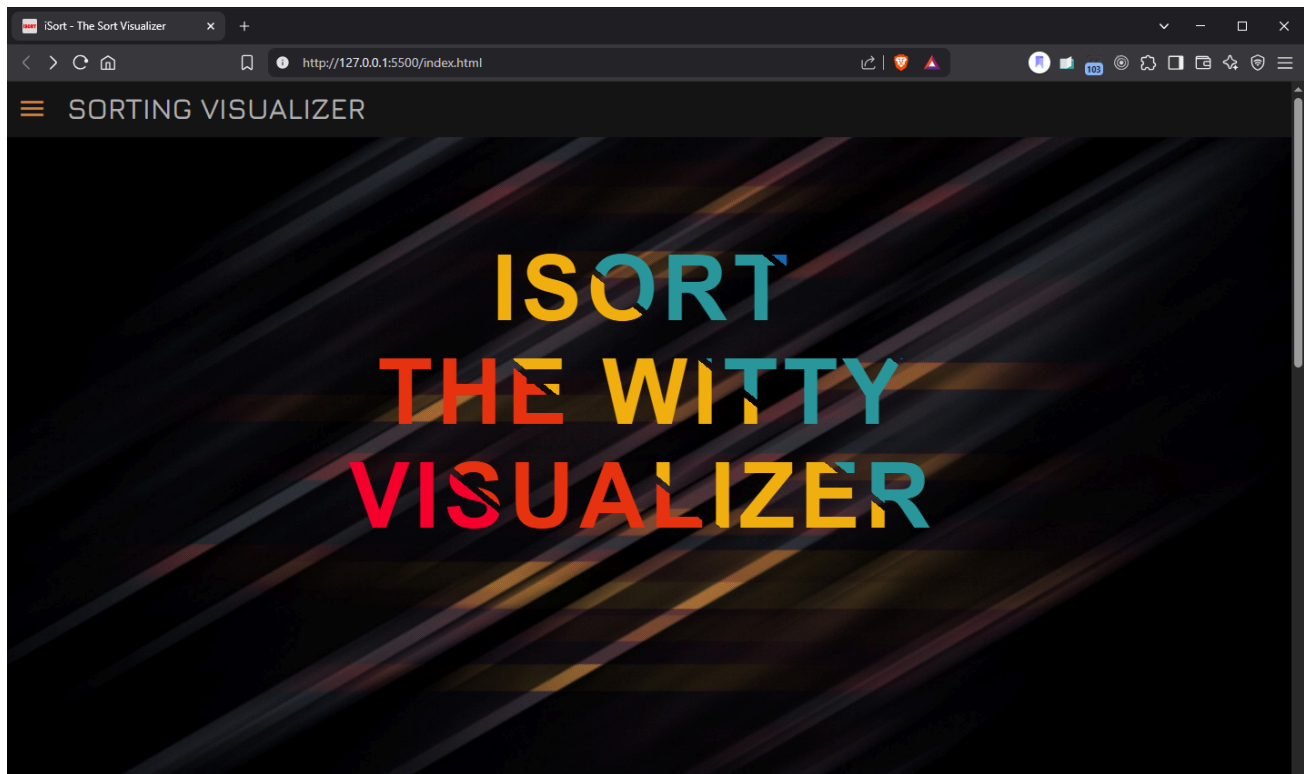 iSort - The Sort Visualizer
http://127.0.0.1:5500/index.html
103
SORTING VISUALIZER
ISORT
THE WITTY
VISUALIZER